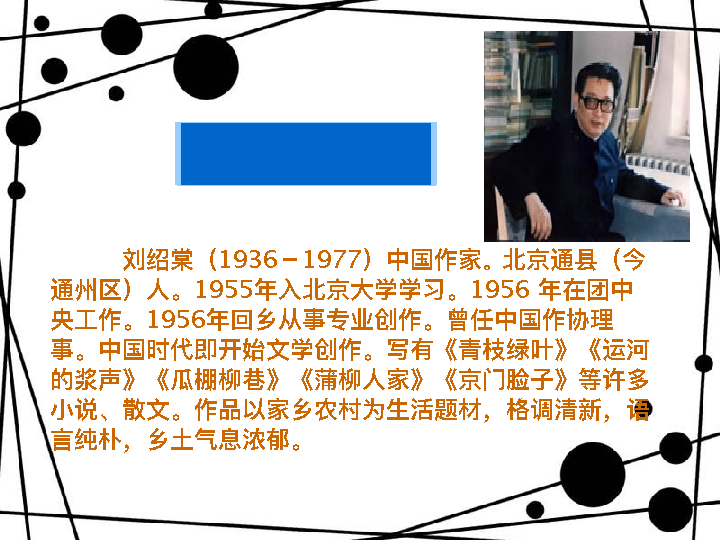 刘绍棠（1936－1977）中国作家。北京通县（今
通州区）人。1955年入北京大学学习。1956 年在团中
央工作。1956年回乡从事专业创作。曾任中国作协理
事。中国时代即开始文学创作。写有《青枝绿叶》《运河
的浆声》《瓜棚柳巷》《蒲柳人家》《京门脸子》等许多
小说、散文。作品以家乡农村为生活题材，格调清新，语
言纯朴，乡土气息浓郁。